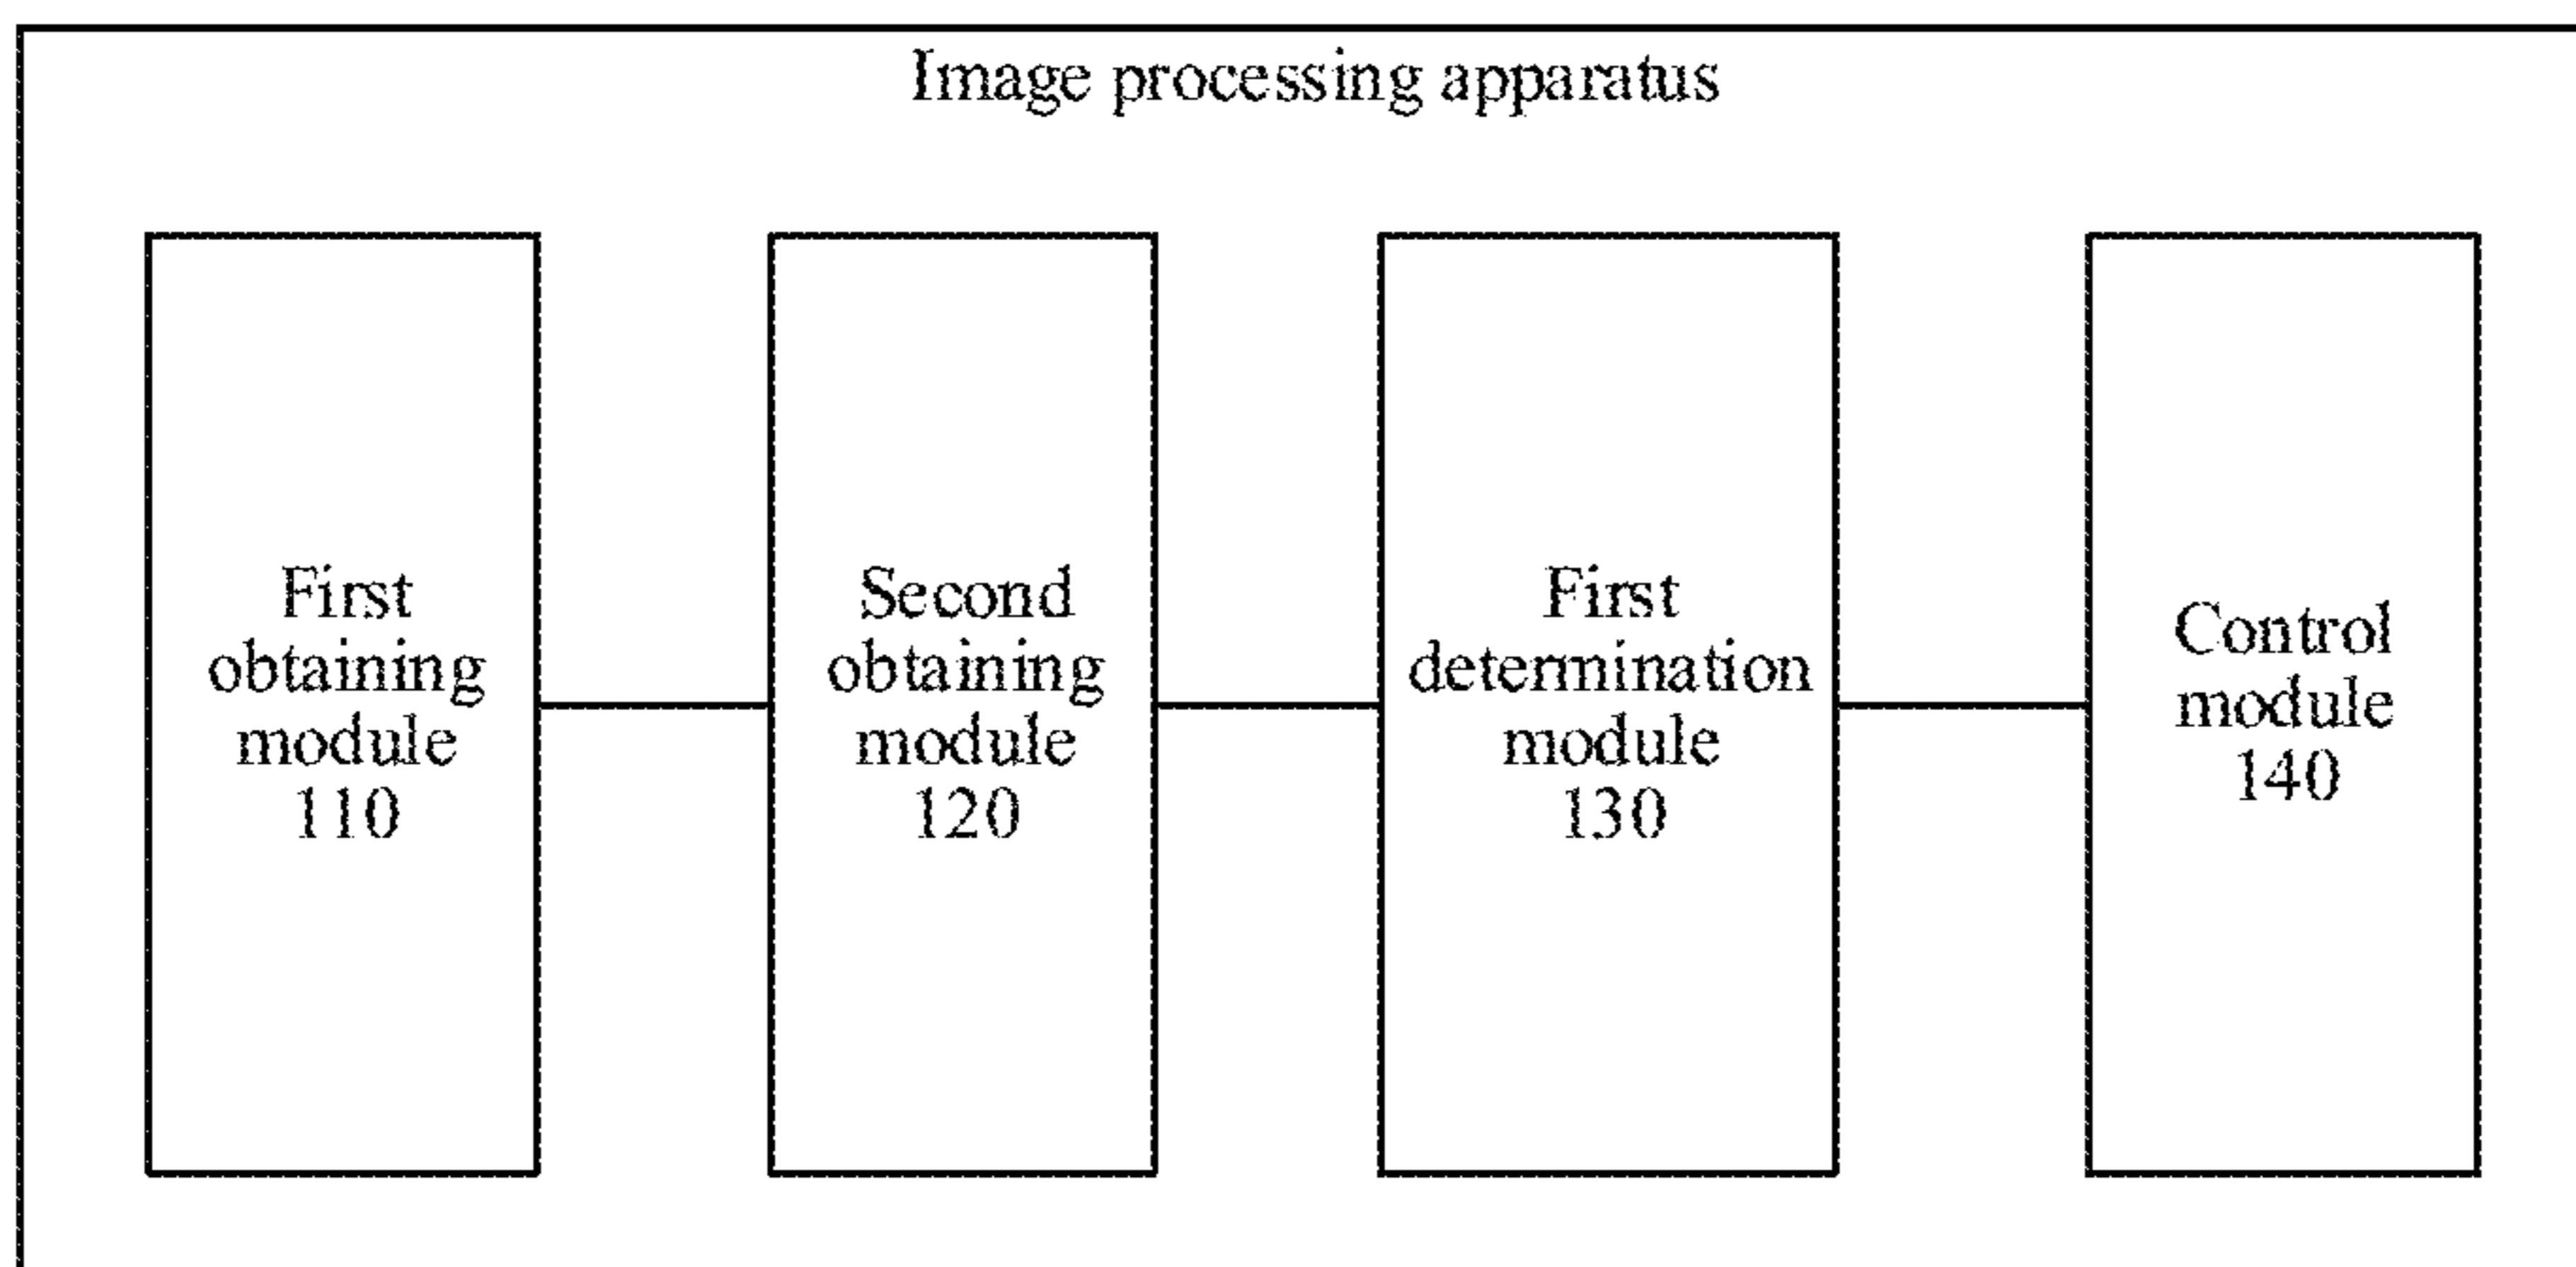 Image processing apparatus
First
obtaining
module
110
Second
obtaining
module
120
First
determination
module
130
Control
module
140